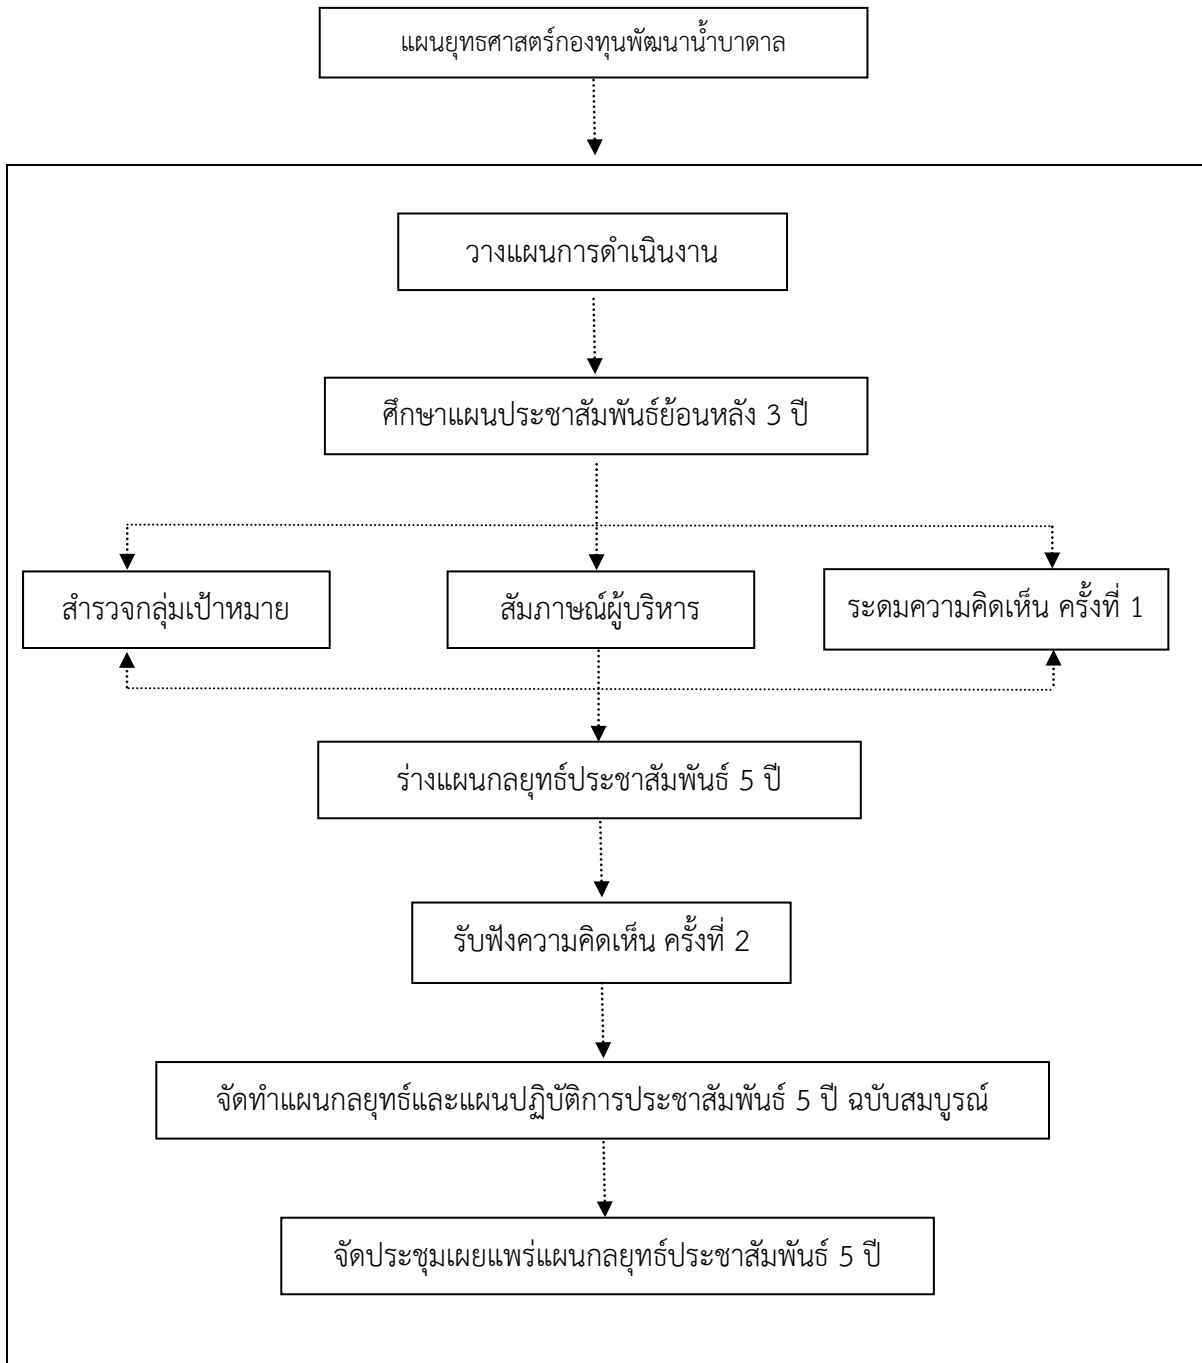 แผนยุทธศาสตร์กองทุนพัฒนาน้ำบาดาล
วางแผนการดำเนินงาน
ศึกษาแผนประชาสัมพันธ์ย้อนหลัง 3 ปี
สำรวจกลุ่มเป้าหมาย
สัมภาษณ์ผู้บริหาร
ระดมความคิดเห็น ครั้งที่ 1
ร่างแผนกลยุทธ์ประชาสัมพันธ์ 5 ปี
รับฟังความคิดเห็น ครั้งที่ 2
จัดทำแผนกลยุทธ์และแผนปฏิบัติการประชาสัมพันธ์ 5 ปี ฉบับสมบูรณ์
จัดประชุมเผยแพร่แผนกลยุทธ์ประชาสัมพันธ์ 5 ปี